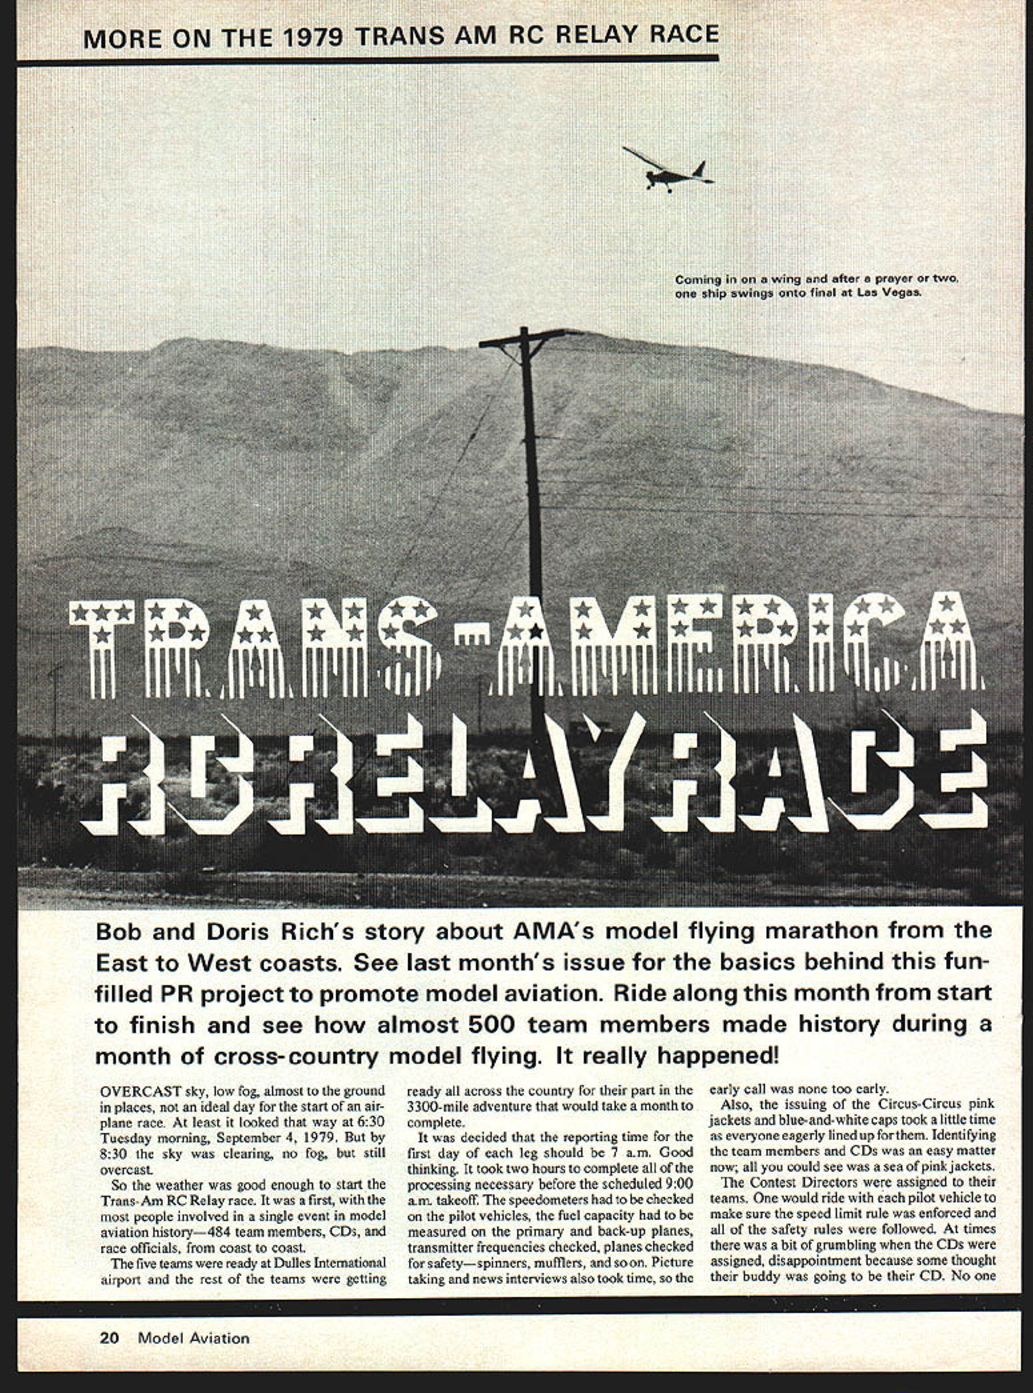 MORE ON THE 1979 TRANS AM RC RELAY RACE
Coming in on a wing and after a prayer or two,
one ship swings onto final at Las Vegas.
TRANS-AMERICA
RC RELAY RACE
Bob and Doris Rich's story about AMA's model flying marathon from the
East to West coasts. See last month's issue for the basics behind this fun-
filled PR project to promote model aviation. Ride along this month from start
to finish and see how almost 500 team members made history during a
month of cross-country model flying. It really happened!
OVERCAST sky, low fog, almost to the ground
in places, not an ideal day for the start of an air-
plane race. At least it looked that way at 6:30
Tuesday morning, September 4, 1979. But by
8:30 the sky was clearing, no fog, but still
overcast.
So the weather was good enough to start the
Trans-Am RC Relay race. It was a first, with the
most people involved in a single event in model
aviation history—484 team members, CDs, and
race officials, from coast to coast.
The five teams were ready at Dulles International
airport and the rest of the teams were getting
ready all across the country for their part in the
3300-mile adventure that would take a month to
complete.
It was decided that the reporting time for the
first day of each leg should be 7 a.m. Good
thinking. It took two hours to complete all of the
processing necessary before the scheduled 9:00
a.m. takeoff. The speedometers had to be checked
on the pilot vehicles, the fuel capacity had to be
measured on the primary and back-up planes,
transmitter frequencies checked, planes checked
for safety—spinners, mufflers, and so on. Picture
taking and news interviews also took time, so the
early call was none too early.
Also, the issuing of the Circus-Circus pink
jackets and blue-and-white caps took a little time
as everyone eagerly lined up for them. Identifying
the team members and CDs was an easy matter
now; all you could see was a sea of pink jackets.
The Contest Directors were assigned to their
teams. One would ride with each pilot vehicle to
make sure the speed limit rule was enforced and
all of the safety rules were followed. At times
there was a bit of grumbling when the CDs were
assigned, disappointment because some thought
their buddy was going to be their CD. No one
20 Model Aviation